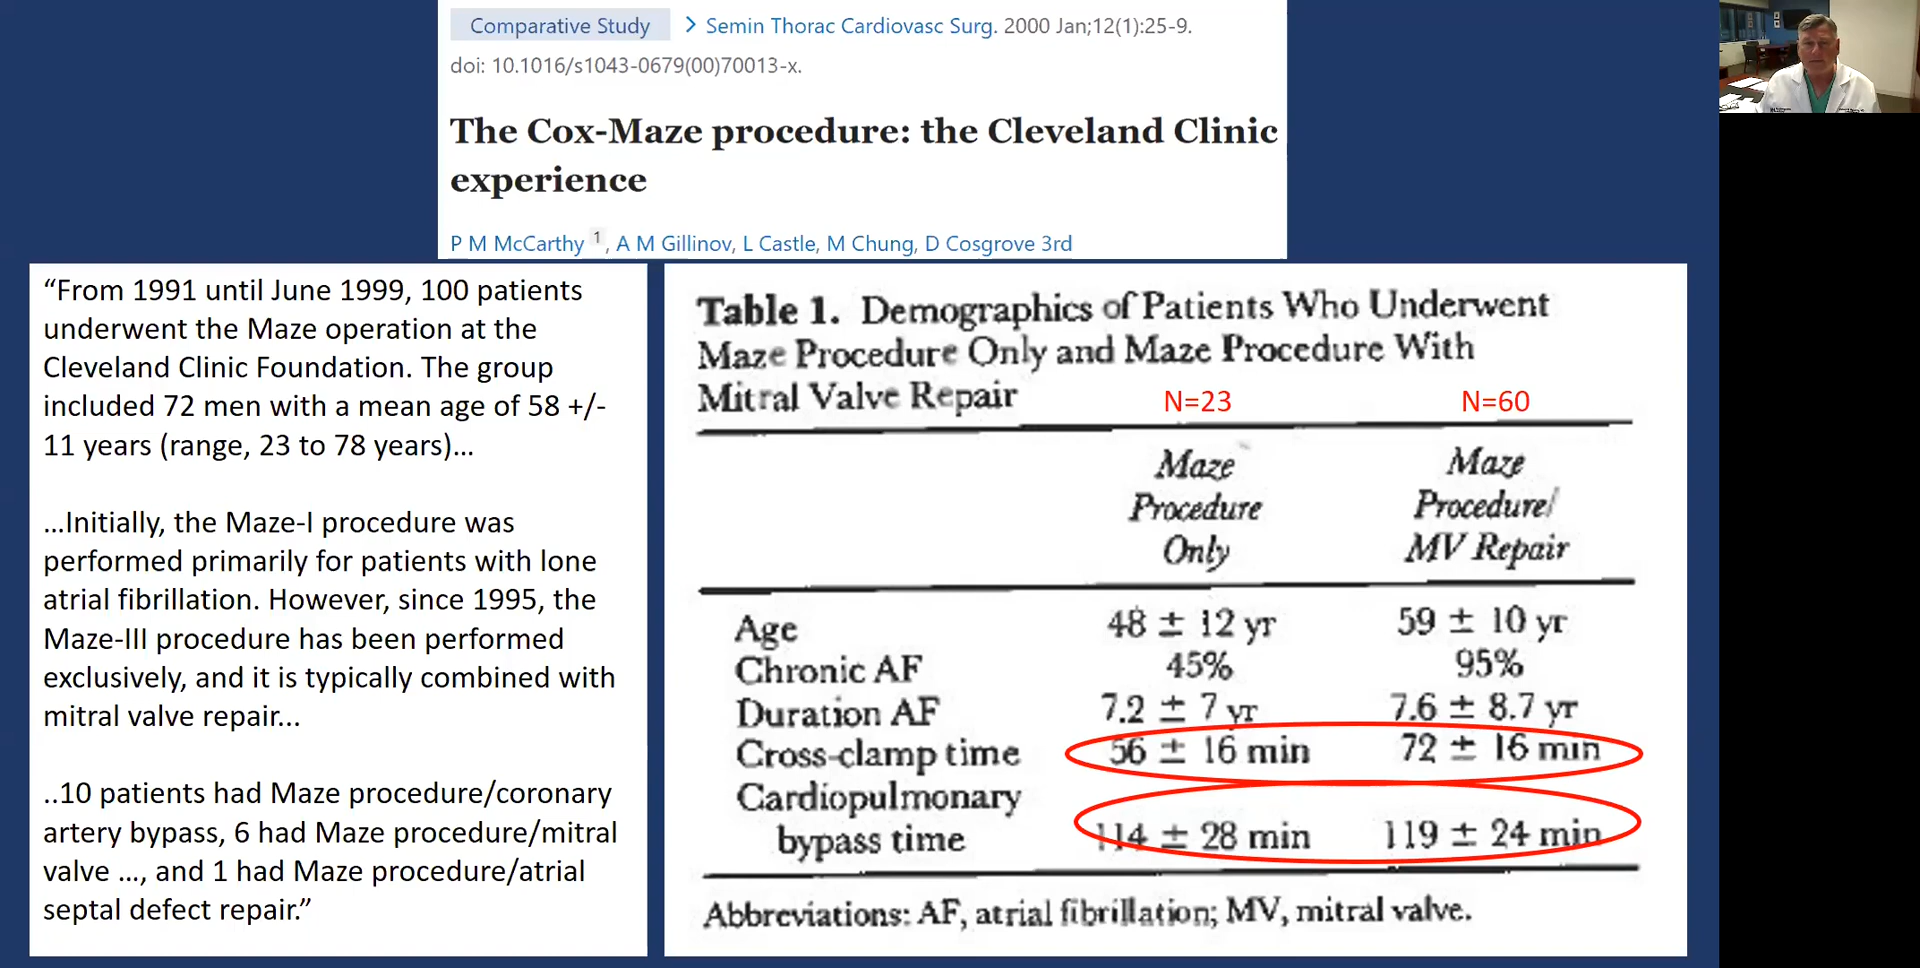 Comparative Study > Semin Thorac Cardiovasc Surg. 2000 Jan;12(1):25-9.
doi: 10.1016/s1043-0679(00)70013-x.
The Cox-Maze procedure: the Cleveland Clinic
experience
P M McCarthy 1, A M Gillinov, L Castle, M Chung, D Cosgrove 3rd
“From 1991 until June 1999, 100 patients
underwent the Maze operation at the
Cleveland Clinic Foundation. The group
included 72 men with a mean age of 58 +/-
11 years (range, 23 to 78 years)…
…Initially, the Maze-I procedure was
performed primarily for patients with lone
atrial fibrillation. However, since 1995, the
Maze-III procedure has been performed
exclusively, and it is typically combined with
mitral valve repair...
..10 patients had Maze procedure/coronary
artery bypass, 6 had Maze procedure/mitral
valve …, and 1 had Maze procedure/atrial
septal defect repair.”
Table 1. Demographics of Patients Who Underwent
Maze Procedure Only and Maze Procedure With
Mitral Valve Repair
N=23 N=60
Maze Maze
Procedure Procedure/
Only MV Repair
Age 48 ± 12 yr 59 ± 10 yr
Chronic AF 45% 95%
Duration AF 7.2 ± 7 yr 7.6 ± 8.7 yr
Cross-clamp time 56 ± 16 min 72 ± 16 min
Cardiopulmonary
bypass time 114 ± 28 min 119 ± 24 min
Abbreviations: AF, atrial fibrillation; MV, mitral valve.